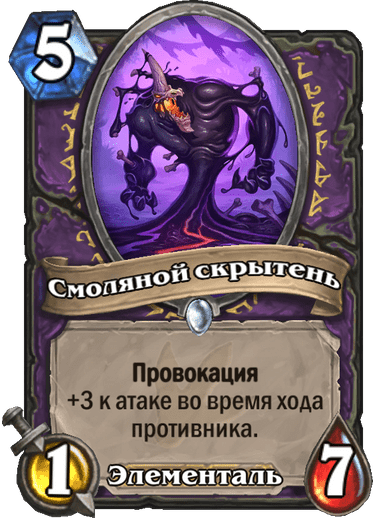 5
Смоляной скрытень
Провокация
+3 к атаке во время хода
противника.
1
Элементаль
7